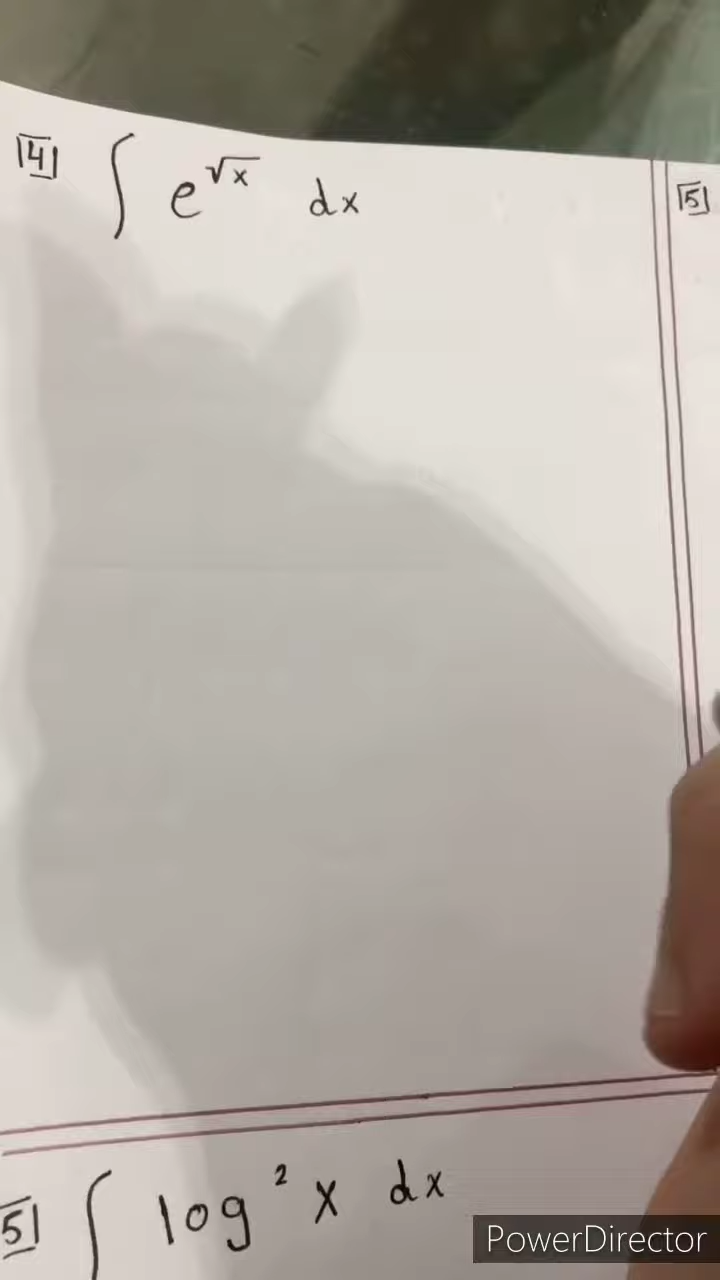 4 ∫ e^√x dx
5
5 ∫ log² x dx
PowerDirector